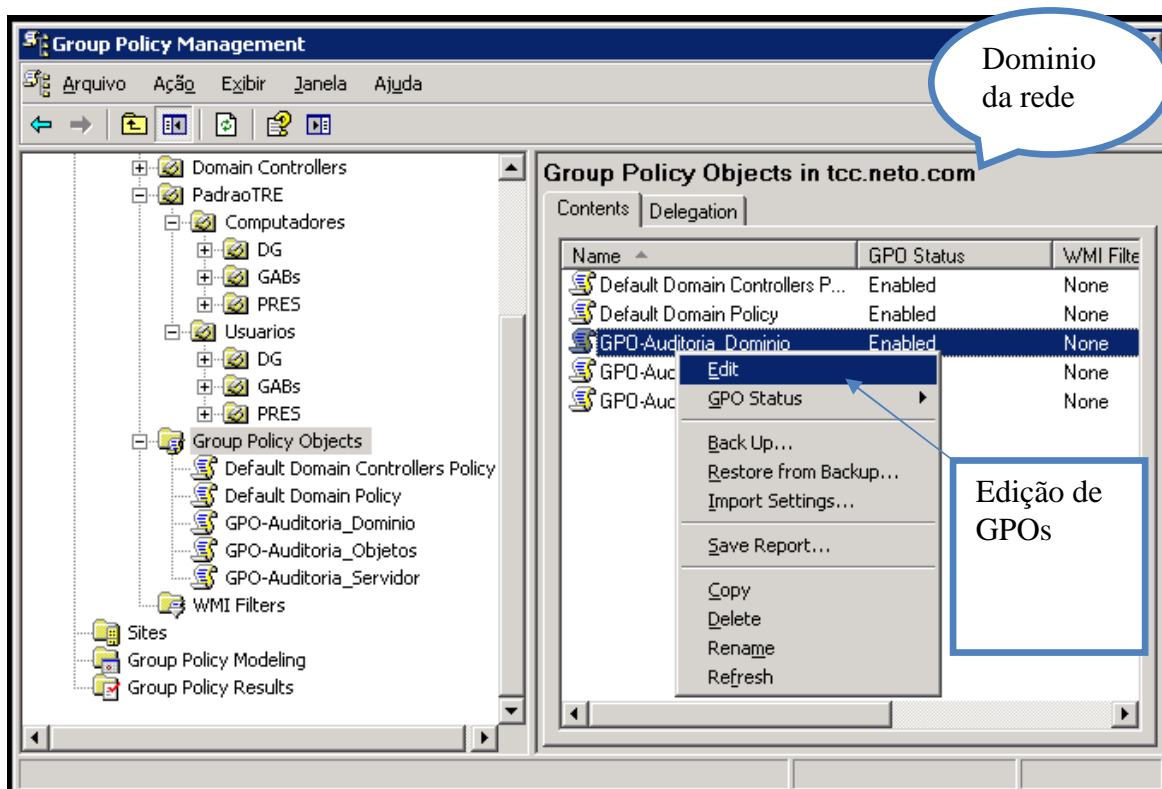 Group Policy Management
Dominio
da rede
Arquivo Ação Exibir Janela Ajuda
Domain Controllers
PadraoTRE
Computadores
DG
GABs
PRES
Usuarios
DG
GABs
PRES
Group Policy Objects
Default Domain Controllers Policy
Default Domain Policy
GPO-Auditoria_Dominio
GPO-Auditoria_Objetos
GPO-Auditoria_Servidor
WMI Filters
Sites
Group Policy Modeling
Group Policy Results
Group Policy Objects in tcc.neto.com
Contents Delegation
Name GPO Status WMI Filte
Default Domain Controllers P... Enabled None
Default Domain Policy Enabled None
GPO-Auditoria_Dominio Enabled None
GPO-Aud None
GPO-Aud None
Edit
GPO Status
Back Up...
Restore from Backup...
Import Settings...
Save Report...
Copy
Delete
Rename
Refresh
Edição de
GPOs